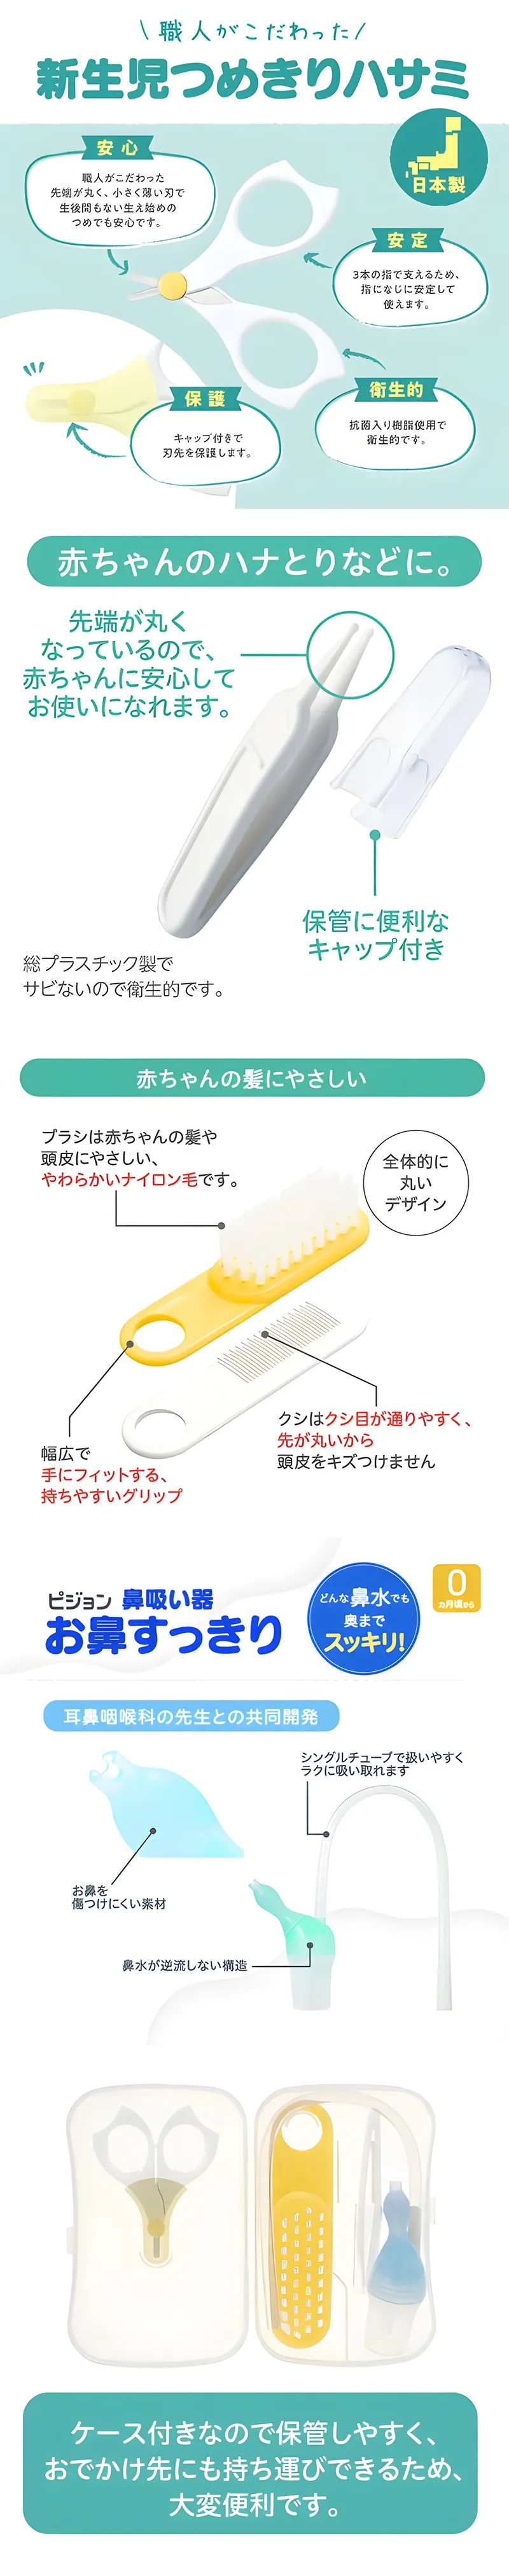 職人がこだわった
新生児つめきりハサミ
日本製
安心
職人がこだわった
先端が丸く、小さく薄い刃で
生後間もない生え始めの
つめでも安心です。
安定
3本の指で支えるため、
指になじに安定して
使えます。
保護
キャップ付きで
刃先を保護します。
衛生的
抗菌入り樹脂使用で
衛生的です。
赤ちゃんのハナとりなどに。
先端が丸く
なっているので、
赤ちゃんに安心して
お使いになれます。
保管に便利な
キャップ付き
総プラスチック製で
サビないので衛生的です。
赤ちゃんの髪にやさしい
ブラシは赤ちゃんの髪や
頭皮にやさしい、
やわらかいナイロン毛です。
全体的に
丸い
デザイン
クシはクシ目が通りやすく、
先が丸いから
頭皮をキズつけません
幅広で
手にフィットする、
持ちやすいグリップ
ピジョン 鼻吸い器
お鼻すっきり
どんな鼻水でも
奥まで
スッキリ!
0
カ月頃から
耳鼻咽喉科の先生との共同開発
シングルチューブで扱いやすく
ラクに吸い取れます
お鼻を
傷つけにくい素材
鼻水が逆流しない構造
ケース付きなので保管しやすく、
おでかけ先にも持ち運びできるため、
大変便利です。